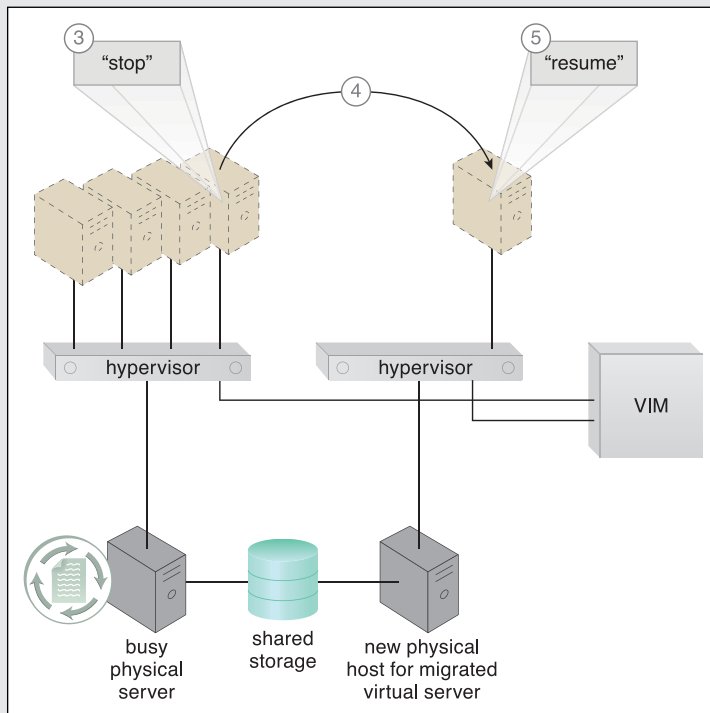 3
“stop”
5
“resume”
4
hypervisor
hypervisor
VIM
busy
physical
server
shared
storage
new physical
host for migrated
virtual server